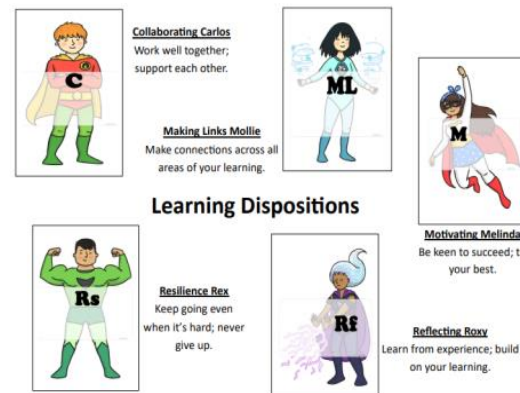 Collaborating Carlos
Work well together;
support each other.
C
ML
Making Links Mollie
Make connections across all
areas of your learning.
M
Learning Dispositions
Motivating Melinda
Be keen to succeed;
your best.
Rs
Resilience Rex
Keep going even
when it's hard; never
give up.
Rf
Reflecting Roxy
Learn from experience; build
on your learning.